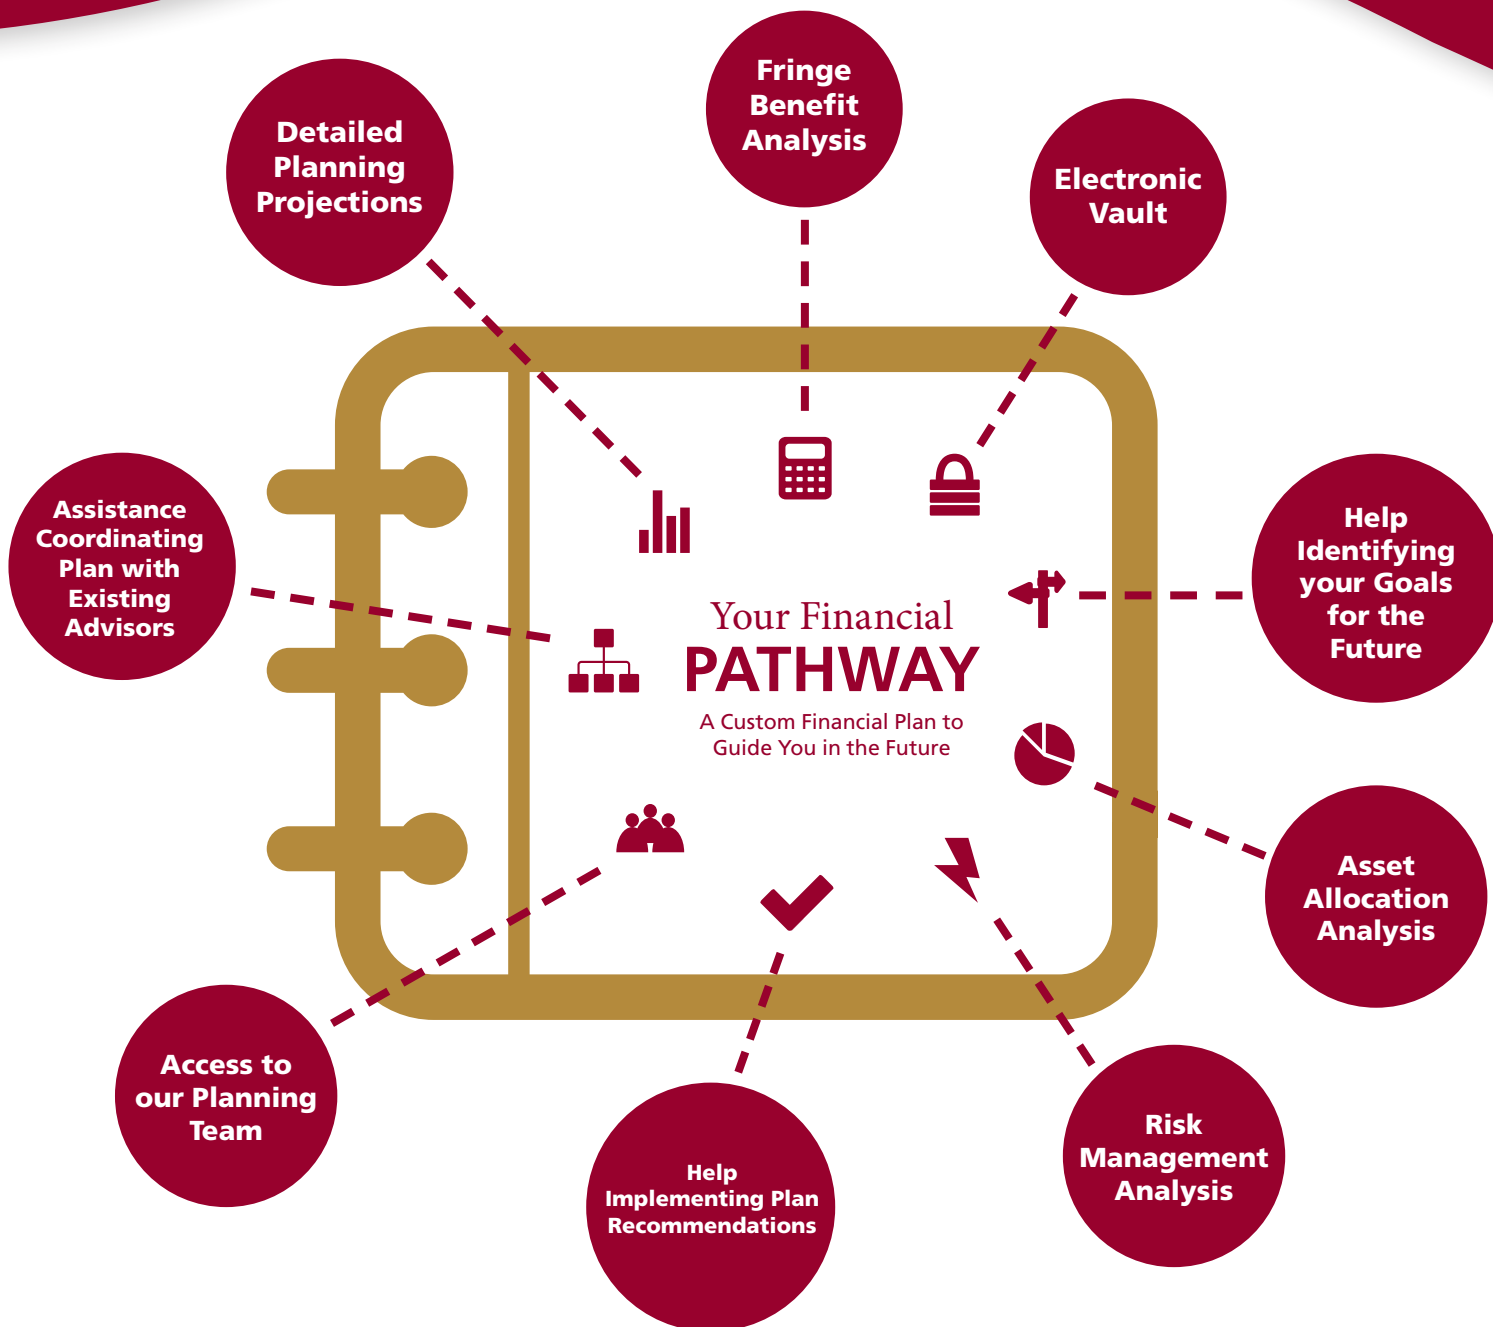 Fringe
Benefit
Analysis
Detailed
Planning
Projections
Electronic
Vault
Assistance
Coordinating
Plan with
Existing
Advisors
Help
Identifying
your Goals
for the
Future
Your Financial
PATHWAY
A Custom Financial Plan to
Guide You in the Future
Asset
Allocation
Analysis
Access to
our Planning
Team
Help
Implementing Plan
Recommendations
Risk
Management
Analysis